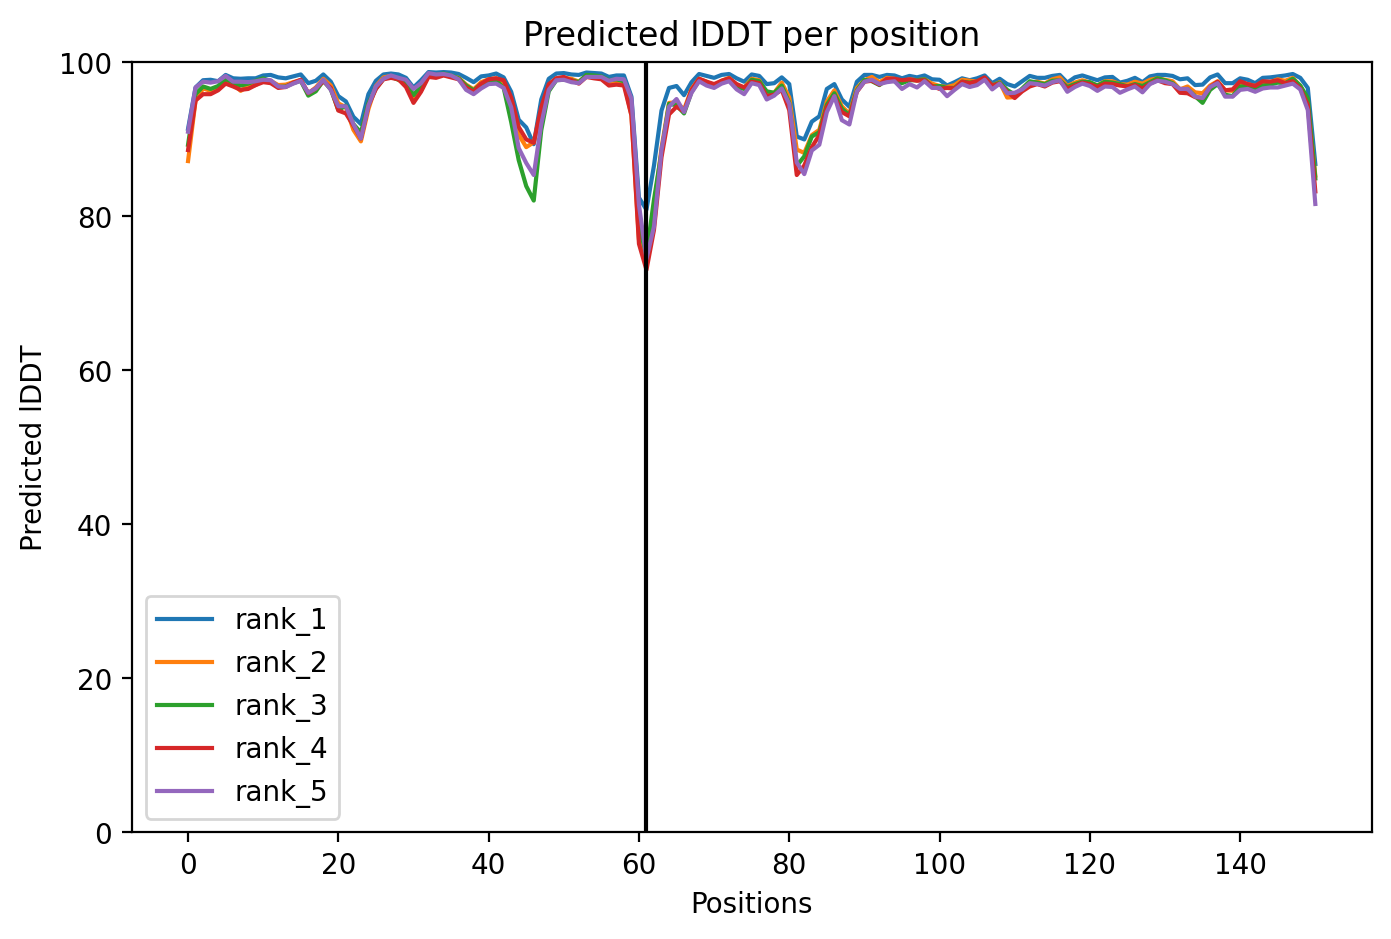 Predicted lDDT per position
100
80
60
40
20
0
Predicted lDDT
rank_1
rank_2
rank_3
rank_4
rank_5
0 20 40 60 80 100 120 140
Positions